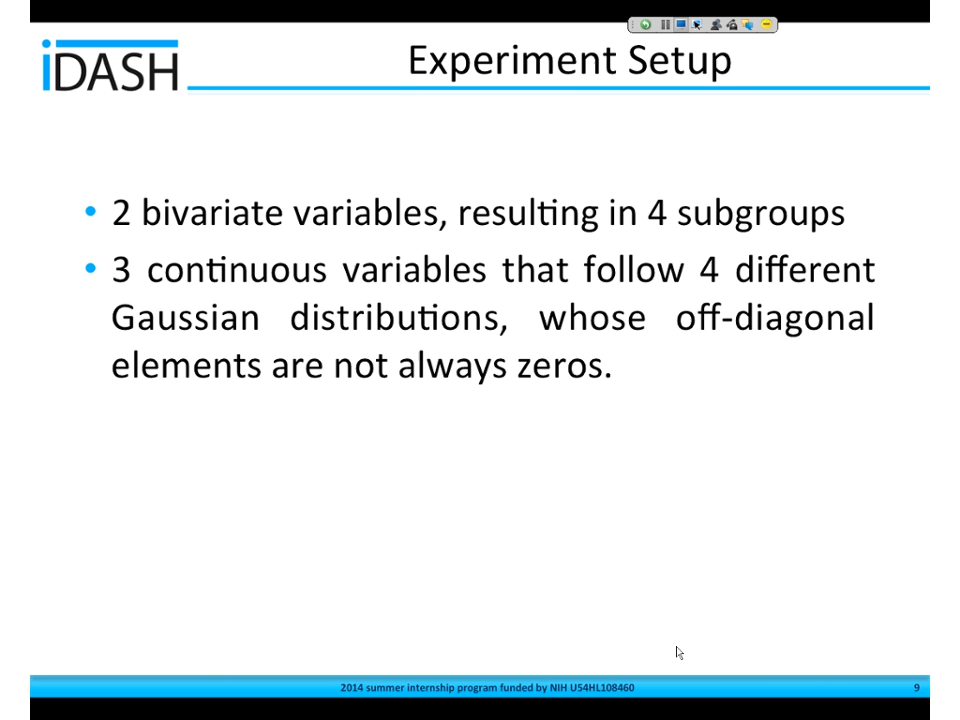 iDASH
Experiment Setup
• 2 bivariate variables, resulting in 4 subgroups
• 3 continuous variables that follow 4 different
Gaussian distributions, whose off-diagonal
elements are not always zeros.
2014 summer internship program funded by NIH U54HL108460
9